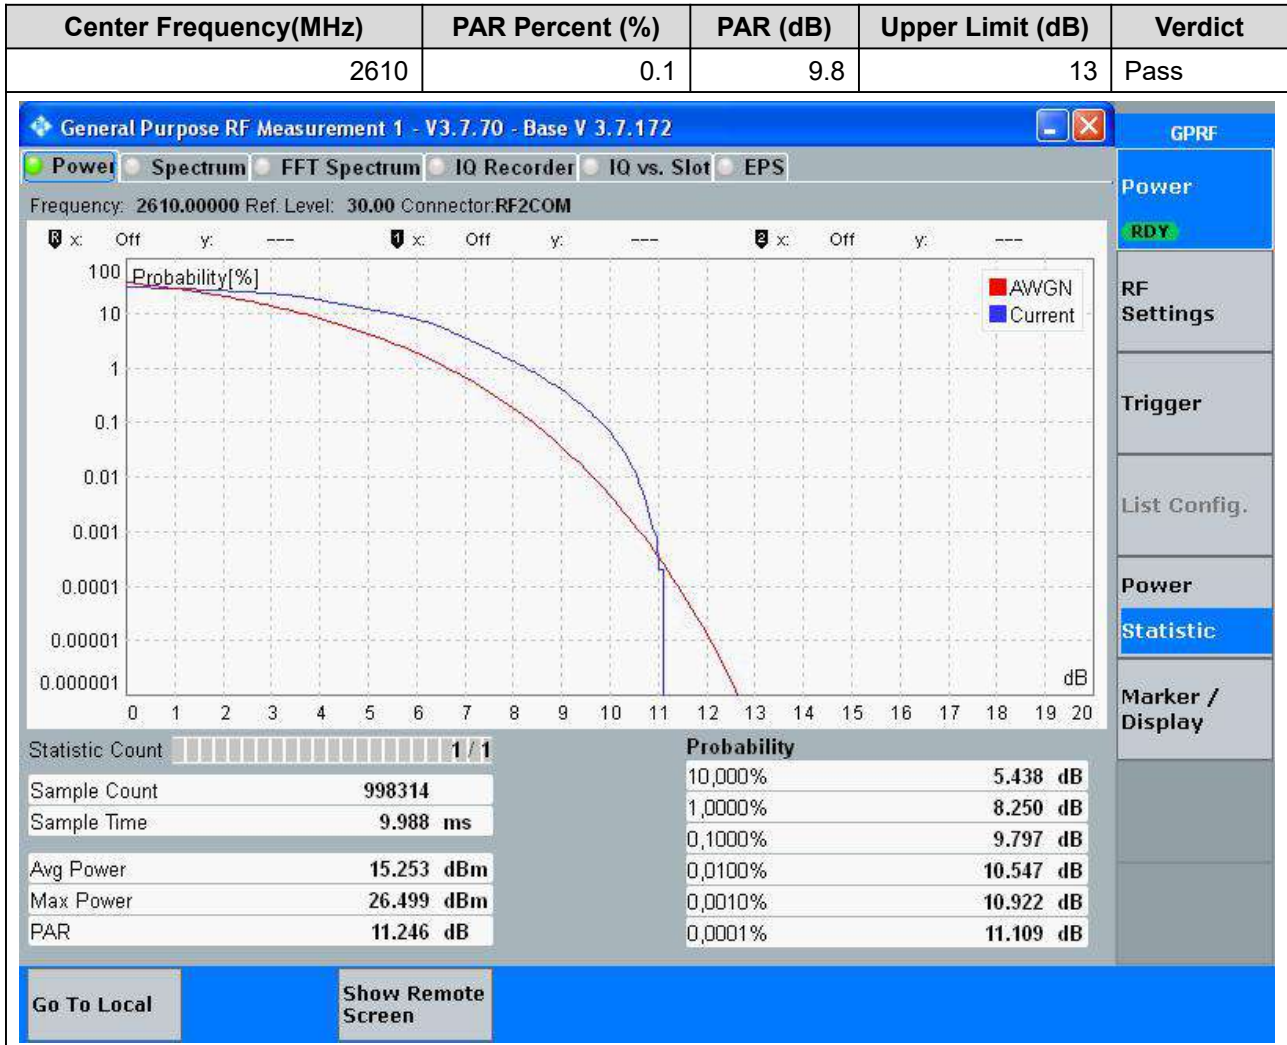 Center Frequency(MHz) PAR Percent (%) PAR (dB) Upper Limit (dB) Verdict
2610 0.1 9.8 13 Pass
General Purpose RF Measurement 1 - V3.7.70 - Base V 3.7.172
GPRF
Power Spectrum FFT Spectrum IQ Recorder IQ vs. Slot EPS
Power
RDY
Frequency: 2610.00000 Ref. Level: 30.00 Connector:RF2COM
R x: Off y: --- 1 x: Off y: --- 2 x: Off y: ---
Probability[%]
100
10
1
0.1
0.01
0.001
0.0001
0.00001
0.000001
AWGN
Current
dB
0 1 2 3 4 5 6 7 8 9 10 11 12 13 14 15 16 17 18 19 20
RF
Settings
Trigger
List Config.
Power
Statistic
Marker /
Display
Statistic Count 1 / 1
Sample Count 998314
Sample Time 9.988 ms
Avg Power 15.253 dBm
Max Power 26.499 dBm
PAR 11.246 dB
Probability
10,000% 5.438 dB
1,0000% 8.250 dB
0,1000% 9.797 dB
0,0100% 10.547 dB
0,0010% 10.922 dB
0,0001% 11.109 dB
Go To Local
Show Remote
Screen